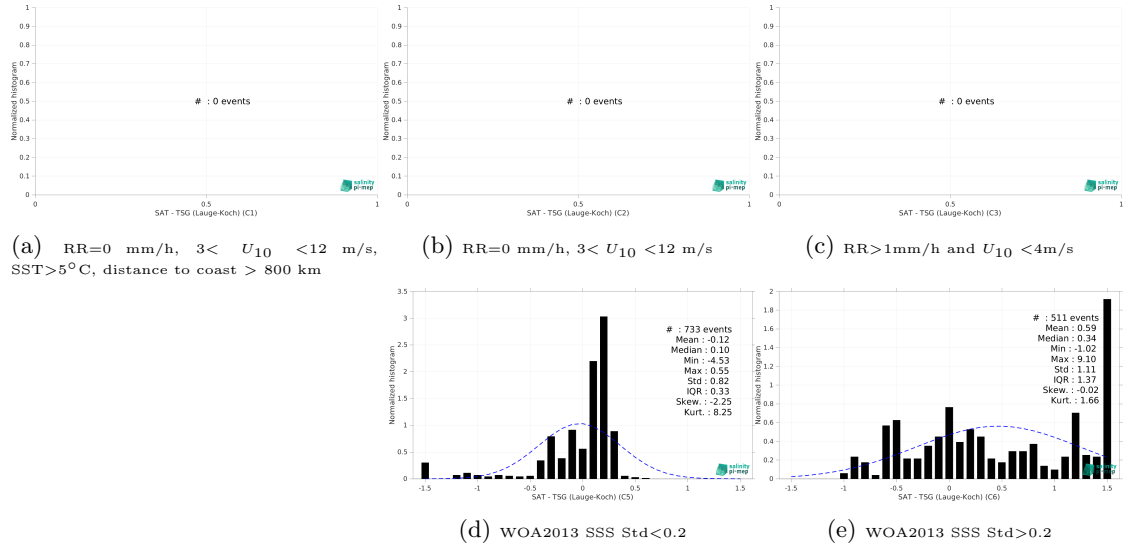 1
0.9
0.8
0.7
0.6
0.5
0.4
0.3
0.2
0.1
0
Normalized histogram
# : 0 events
salinity
pi-mep
0 0.5 1
SAT - TSG (Lauge-Koch) (C1)
1
0.9
0.8
0.7
0.6
0.5
0.4
0.3
0.2
0.1
0
Normalized histogram
# : 0 events
salinity
pi-mep
0 0.5 1
SAT - TSG (Lauge-Koch) (C2)
1
0.9
0.8
0.7
0.6
0.5
0.4
0.3
0.2
0.1
0
Normalized histogram
# : 0 events
salinity
pi-mep
0 0.5 1
SAT - TSG (Lauge-Koch) (C3)
(a) RR=0 mm/h, 3< U10 <12 m/s,
SST>5°C, distance to coast > 800 km
(b) RR=0 mm/h, 3< U10 <12 m/s
(c) RR>1mm/h and U10 <4m/s
3.5
3
2.5
2
1.5
1
0.5
0
Normalized histogram
# : 733 events
Mean : -0.12
Median : 0.10
Min : -4.53
Max : 0.55
Std : 0.82
IQR : 0.33
Skew. : -2.25
Kurt. : 8.25
salinity
pi-mep
-1.5 -1 -0.5 0 0.5 1 1.5
SAT - TSG (Lauge-Koch) (C5)
2
1.8
1.6
1.4
1.2
1
0.8
0.6
0.4
0.2
0
Normalized histogram
# : 511 events
Mean : 0.59
Median : 0.34
Min : -1.02
Max : 9.10
Std : 1.11
IQR : 1.37
Skew. : -0.02
Kurt. : 1.66
salinity
pi-mep
-1.5 -1 -0.5 0 0.5 1 1.5
SAT - TSG (Lauge-Koch) (C6)
(d) WOA2013 SSS Std<0.2
(e) WOA2013 SSS Std>0.2